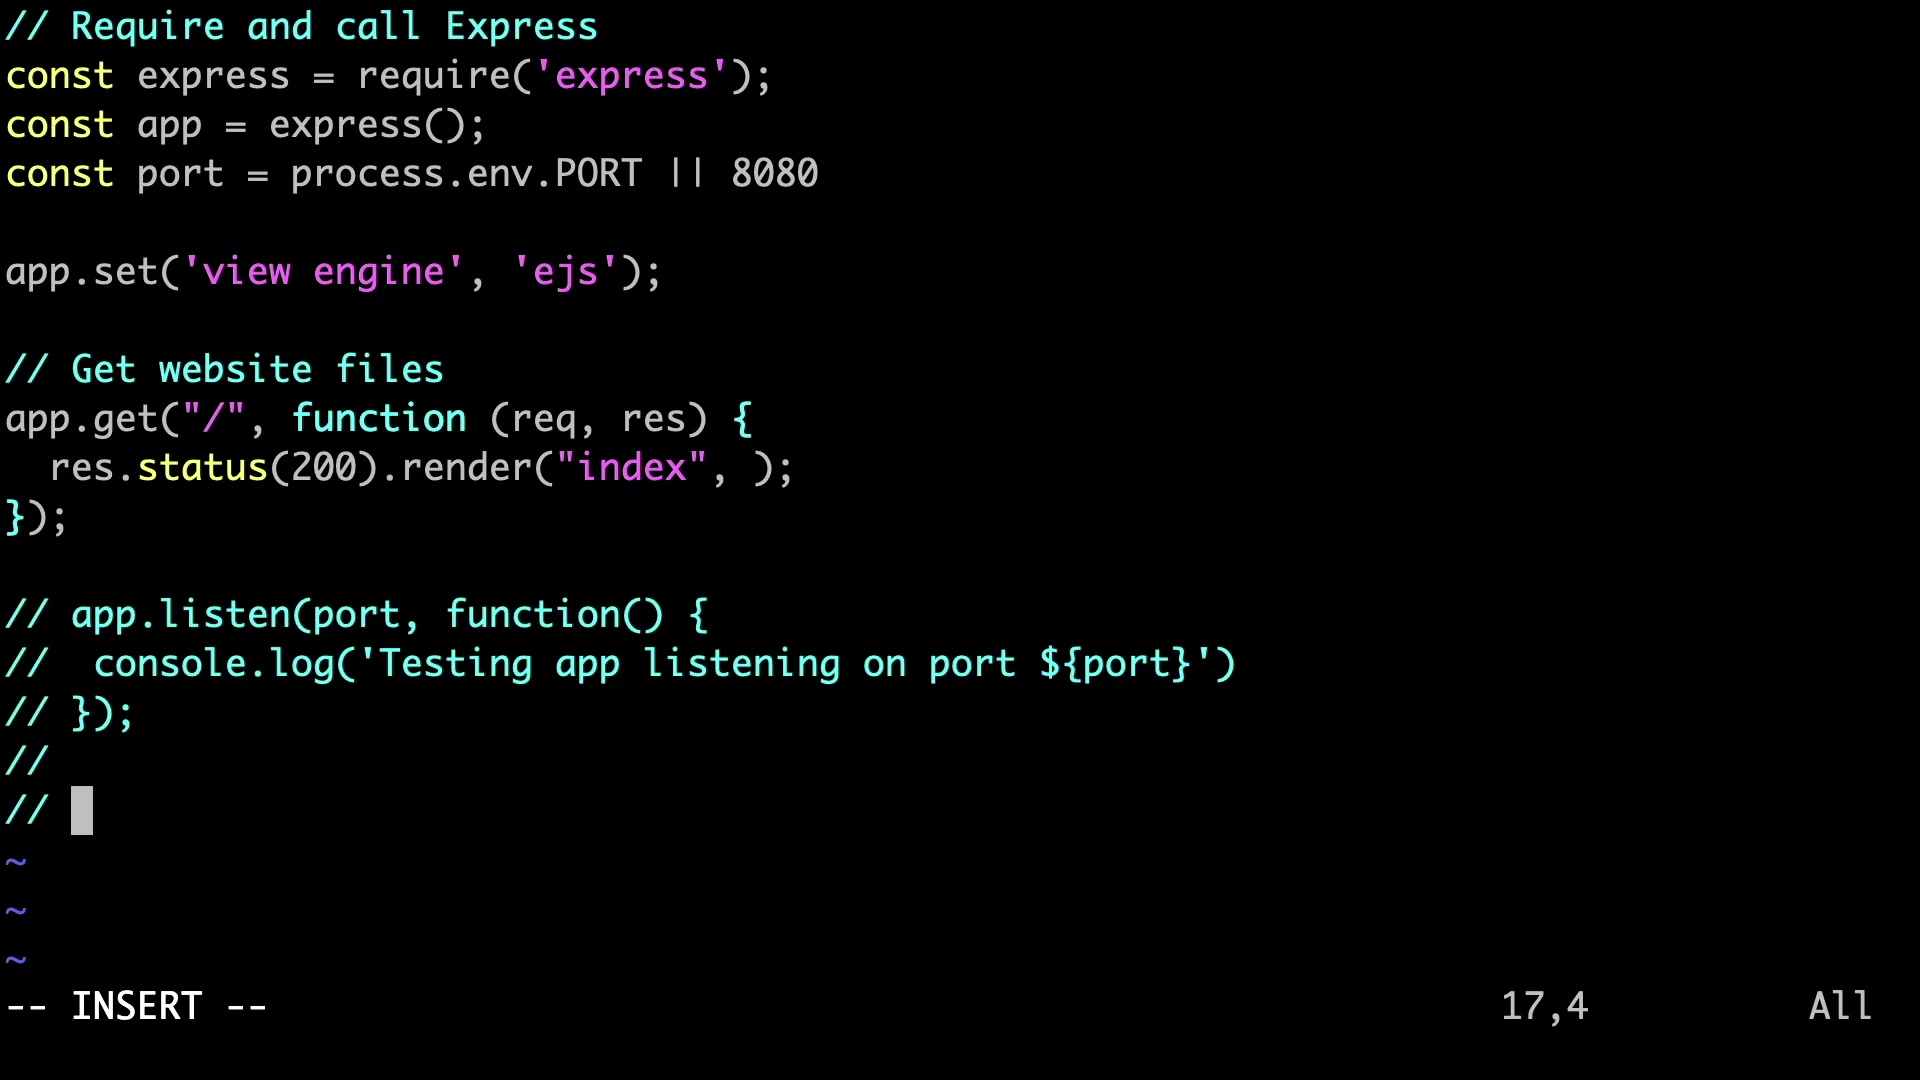 // Require and call Express
const express = require('express');
const app = express();
const port = process.env.PORT || 8080

app.set('view engine', 'ejs');

// Get website files
app.get("/", function (req, res) {
  res.status(200).render("index", );
});

// app.listen(port, function() {
//  console.log('Testing app listening on port ${port}')
// });
//
//
~
~
~
-- INSERT -- 17,4 All